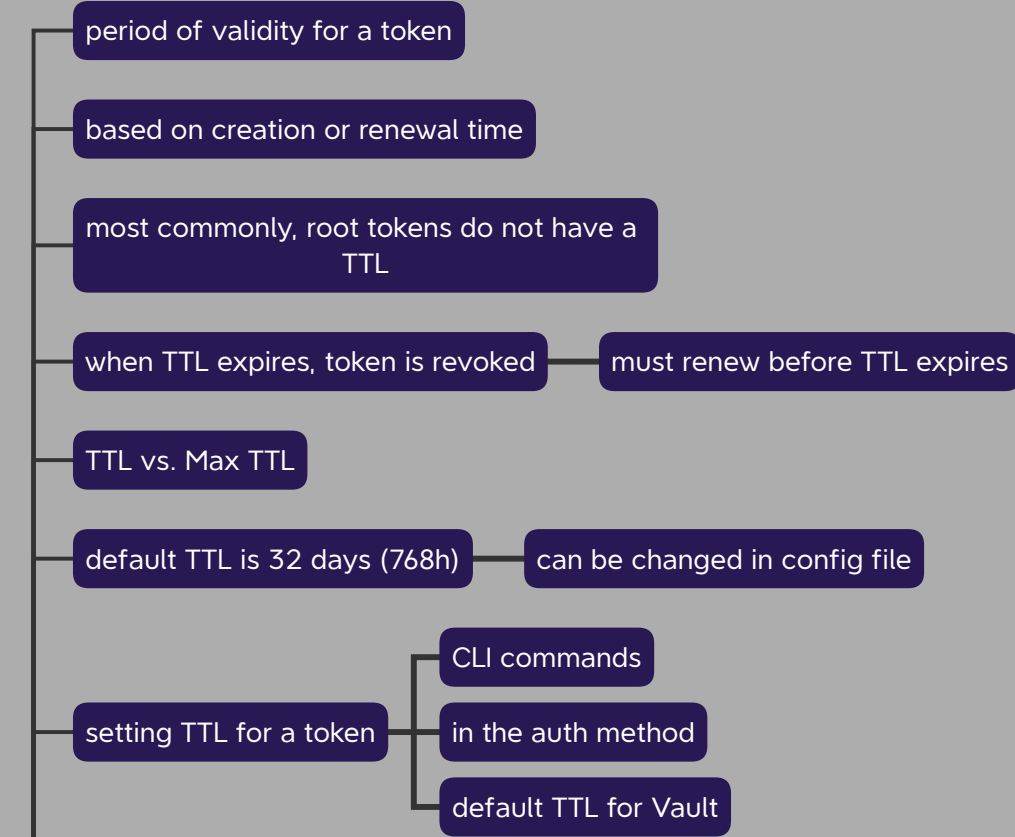 period of validity for a token
based on creation or renewal time
most commonly, root tokens do not have a
TTL
when TTL expires, token is revoked
must renew before TTL expires
TTL vs. Max TTL
default TTL is 32 days (768h)
can be changed in config file
setting TTL for a token
CLI commands
in the auth method
default TTL for Vault